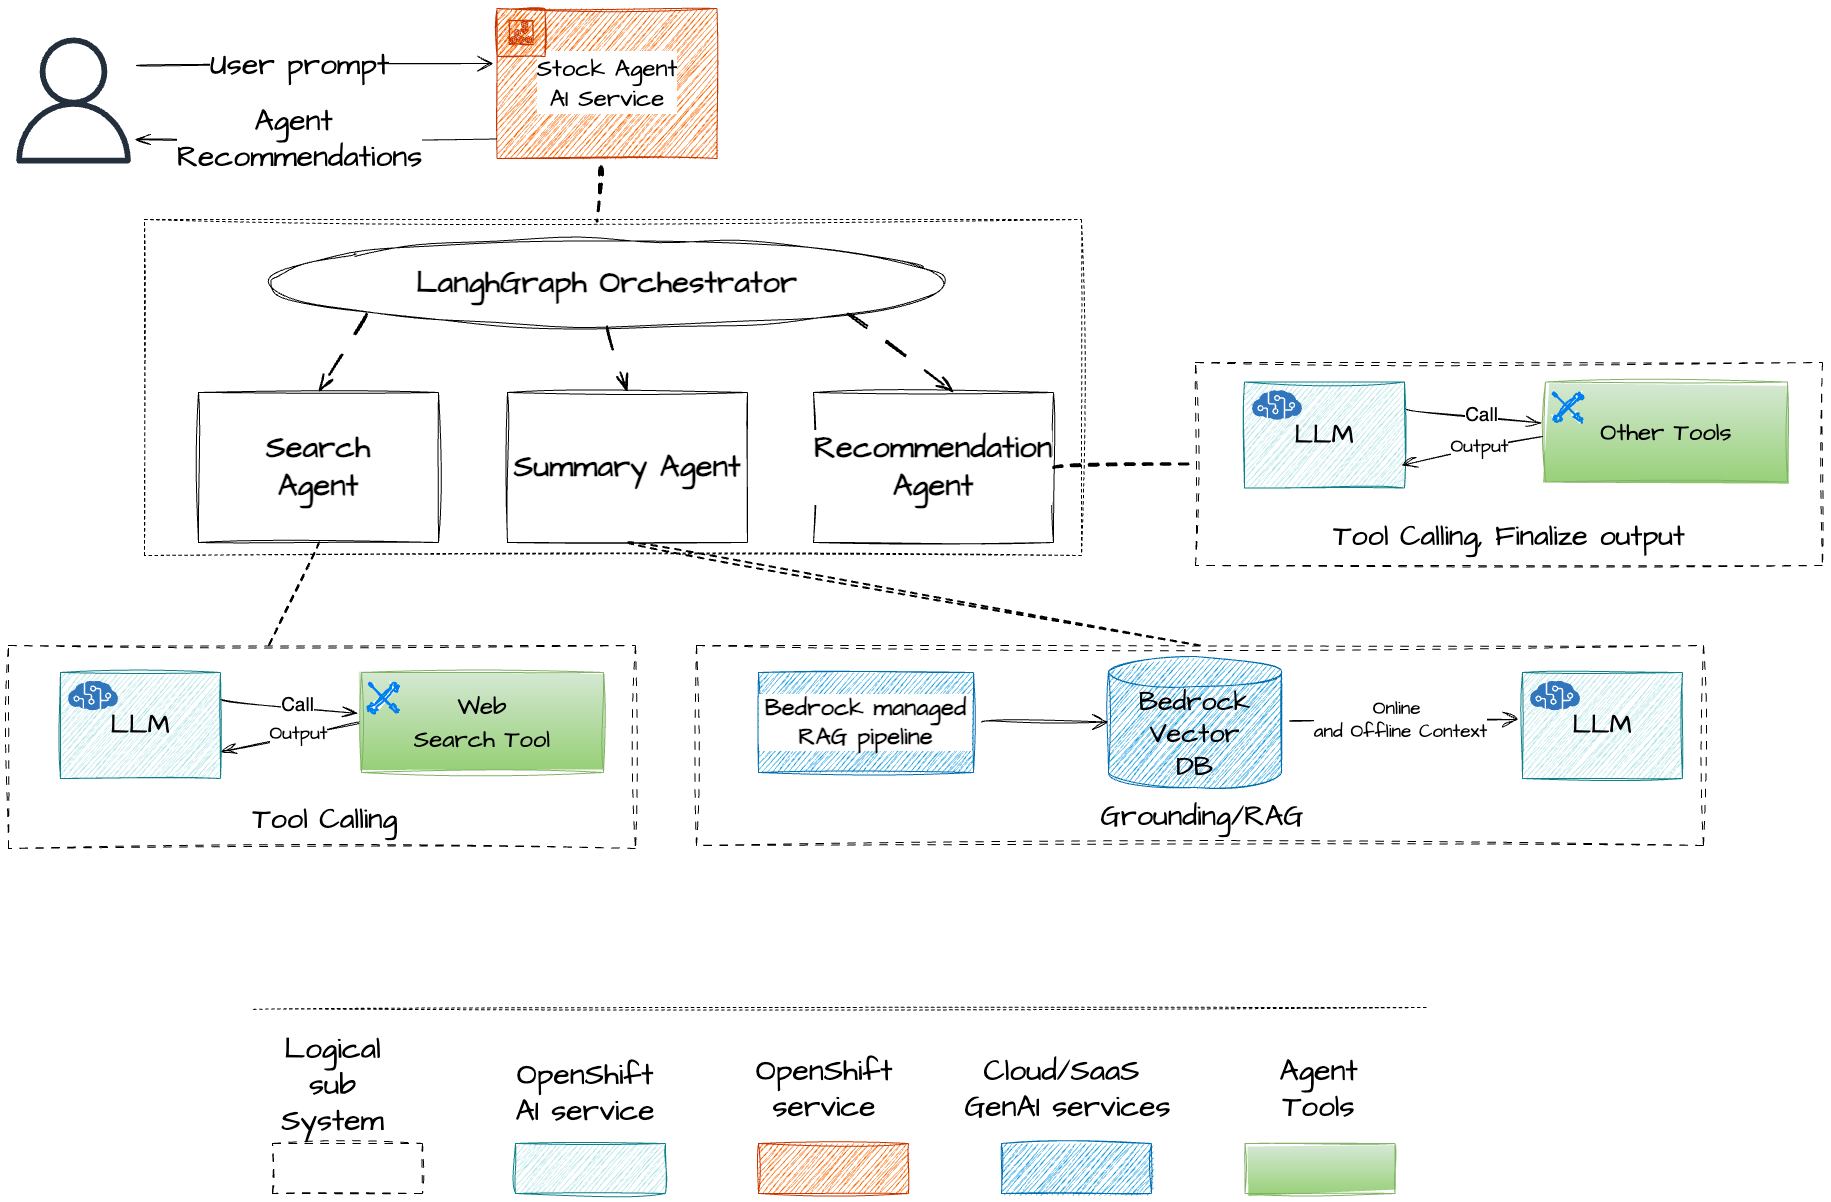 User prompt
Agent
Recommendations
Stock Agent
AI Service
LanghGraph Orchestrator
Search
Agent
Summary Agent
Recommendation
Agent
LLM
Call
Output
Other Tools
Tool Calling, Finalize output
LLM
Call
Output
Web
Search Tool
Tool Calling
Bedrock managed
RAG pipeline
Bedrock
Vector
DB
Online
and Offline Context
LLM
Grounding/RAG
Logical
sub
System
OpenShift
AI service
OpenShift
service
Cloud/SaaS
GenAI services
Agent
Tools